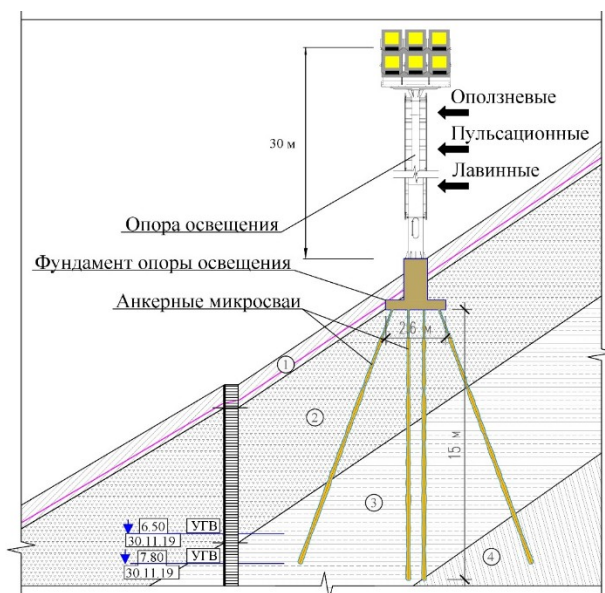 Оползневые
Пульсационные
Лавинные
30 м
Опора освещения
Фундамент опоры освещения
Анкерные микросваи
2,6 м
1
2
15 м
3
6.50 УГВ
30.11.19
7.80 УГВ
30.11.19
4